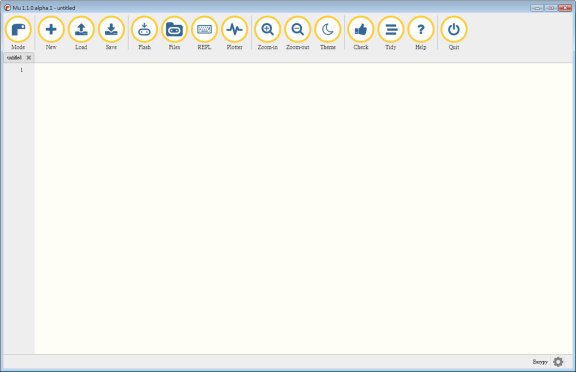 Mu 1.1.0.alpha.1 - untitled
Mode New Load Save Flash Files REPL Plotter Zoom-in Zoom-out Theme Check Tidy Help Quit
untitled
1